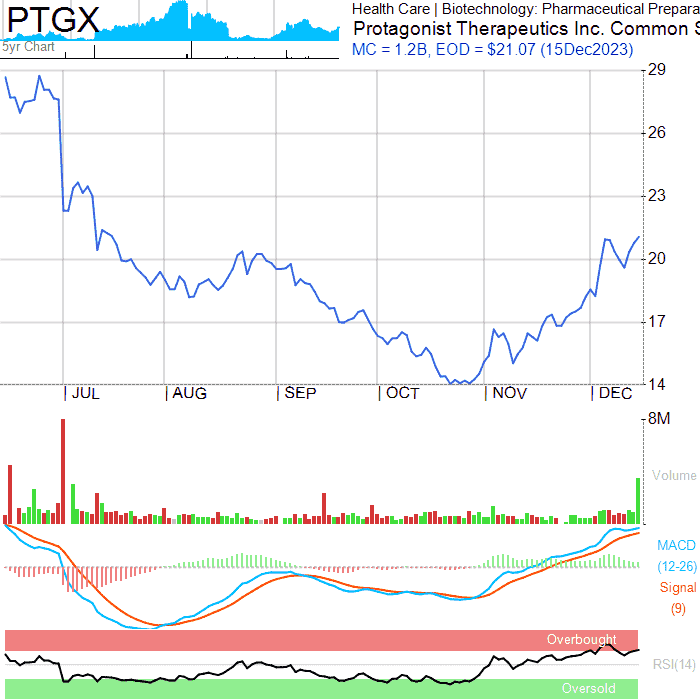 PTGX
5yr Chart
Health Care | Biotechnology: Pharmaceutical Prepara
Protagonist Therapeutics Inc. Common S
MC = 1.2B, EOD = $21.07 (15Dec2023)
29
26
23
20
17
14
JUL
AUG
SEP
OCT
NOV
DEC
8M
Volume
MACD
(12-26)
Signal
(9)
Overbought
RSI(14)
Oversold